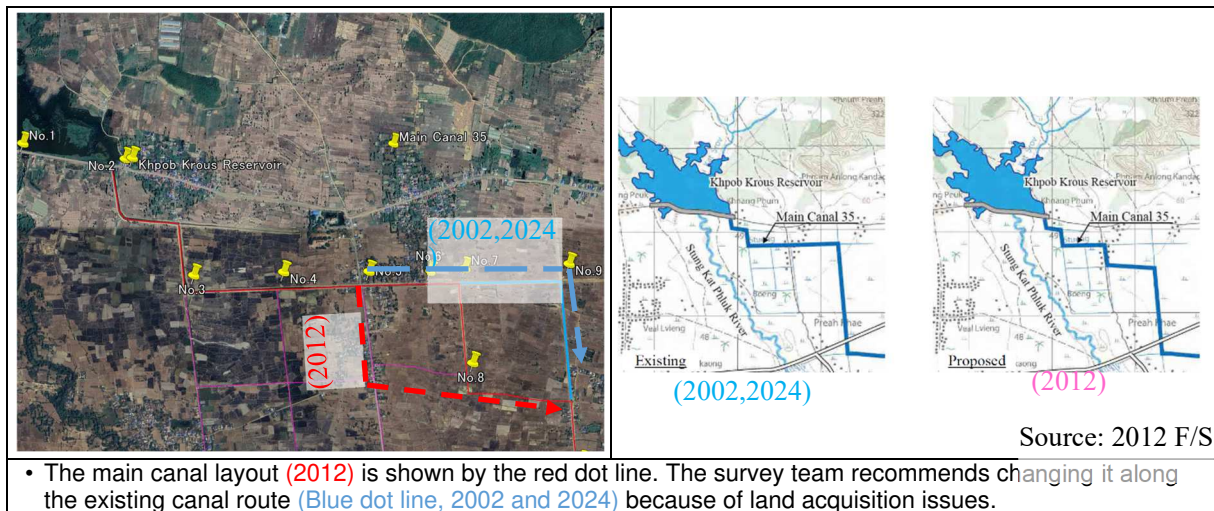 No.1
No.2
Khpob Krous Reservoir
Main Canal 35
No.3
No.4
No.5
No.6
No.7
No.8
No.9
(2002,2024
(2012)
Khpob Krous Reservoir
Main Canal 35
Stung Kat Phluk River
Veal Lvieng
Boeng
Preah Khae
kaong
Existing
(2002,2024)
Khpob Krous Reservoir
Main Canal 35
Stung Kat Phluk River
Veal Lvieng
Boeng
Preah Khae
caong
Proposed
(2012)
Source: 2012 F/S
• The main canal layout (2012) is shown by the red dot line. The survey team recommends changing it along
the existing canal route (Blue dot line, 2002 and 2024) because of land acquisition issues.